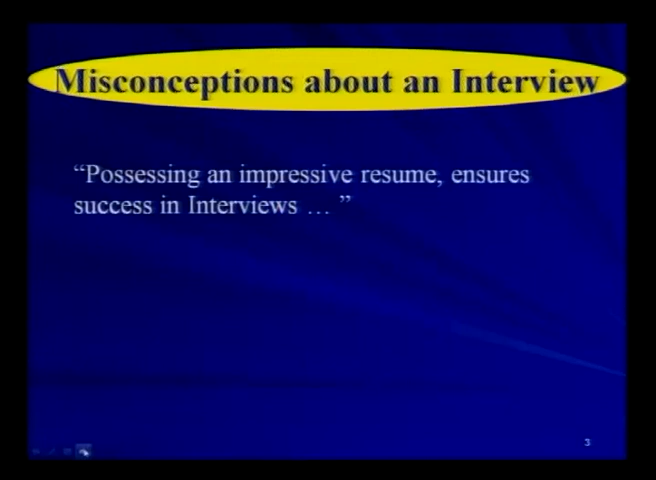 Misconceptions about an Interview
“Possessing an impressive resume, ensures
success in Interviews … ”
3